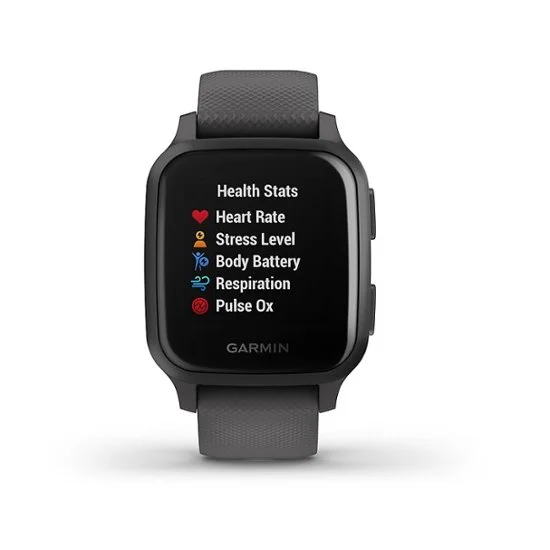 Health Stats
Heart Rate
Stress Level
Body Battery
Respiration
Pulse Ox
GARMIN